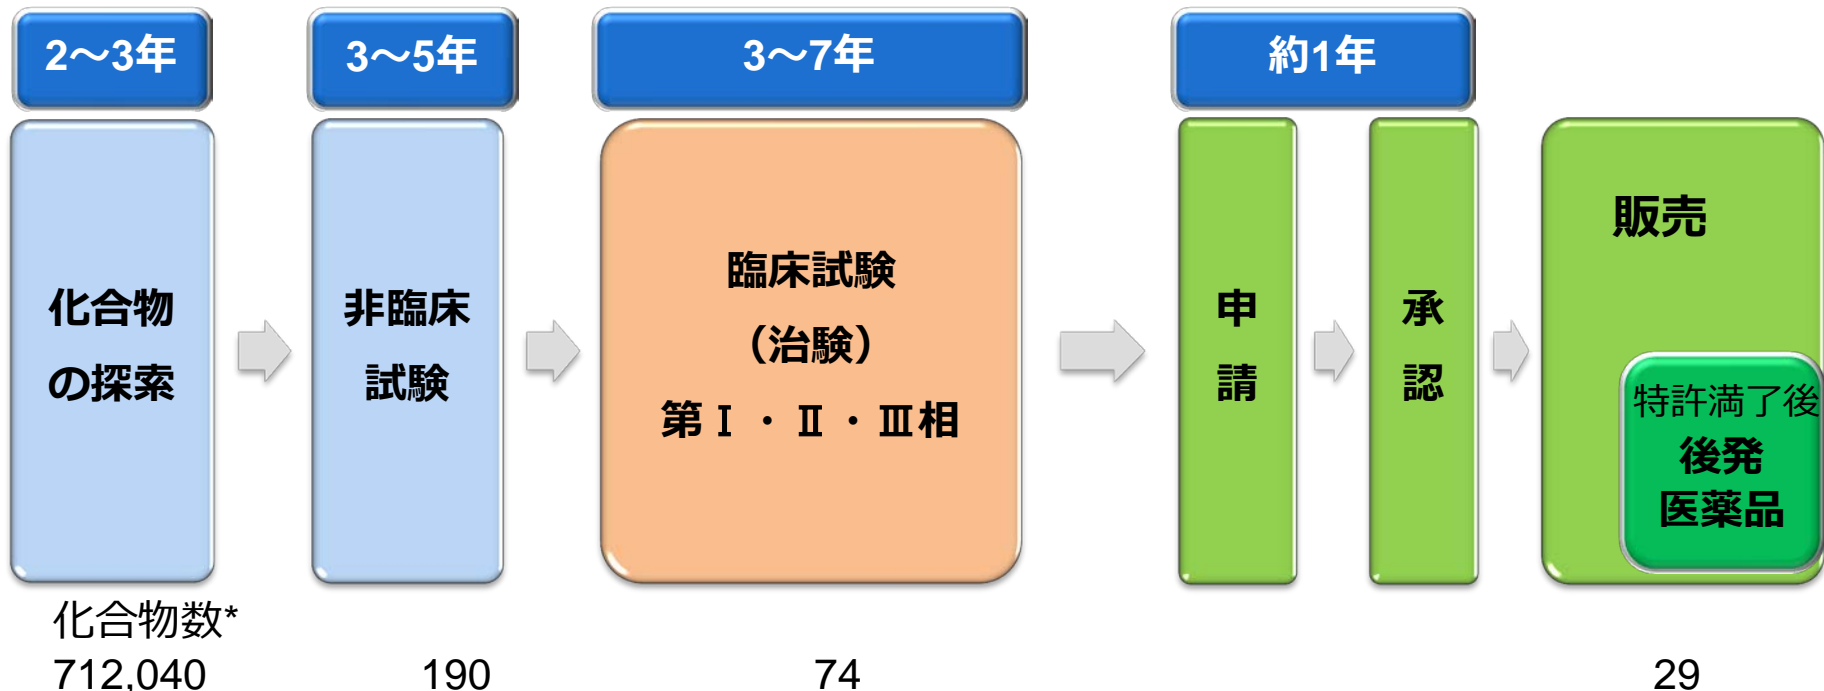 2～3年
3～5年
3～7年
約1年
化合物
の探索
非臨床
試験
臨床試験
（治験）
第Ⅰ・Ⅱ・Ⅲ相
申
請
承
認
販売
特許満了後
後発
医薬品
化合物数*
712,040
190
74
29